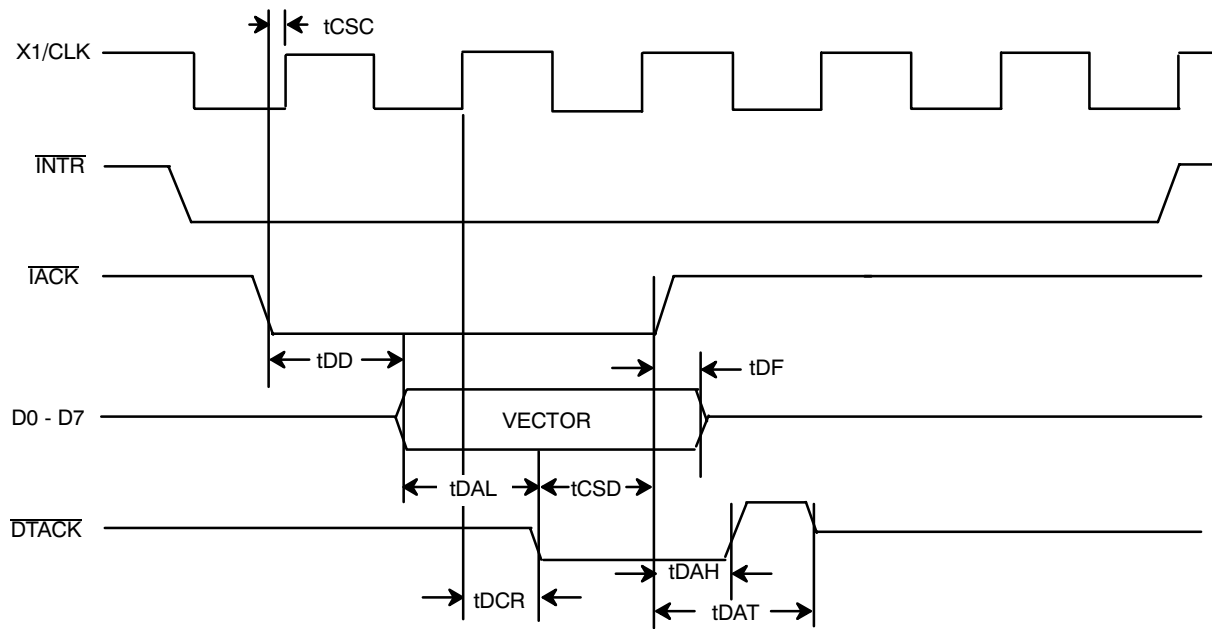 tCSC
X1/CLK
INTR
IACK
tDD
tDF
D0 - D7
VECTOR
tDAL
tCSD
DTACK
tDAH
tDCR
tDAT